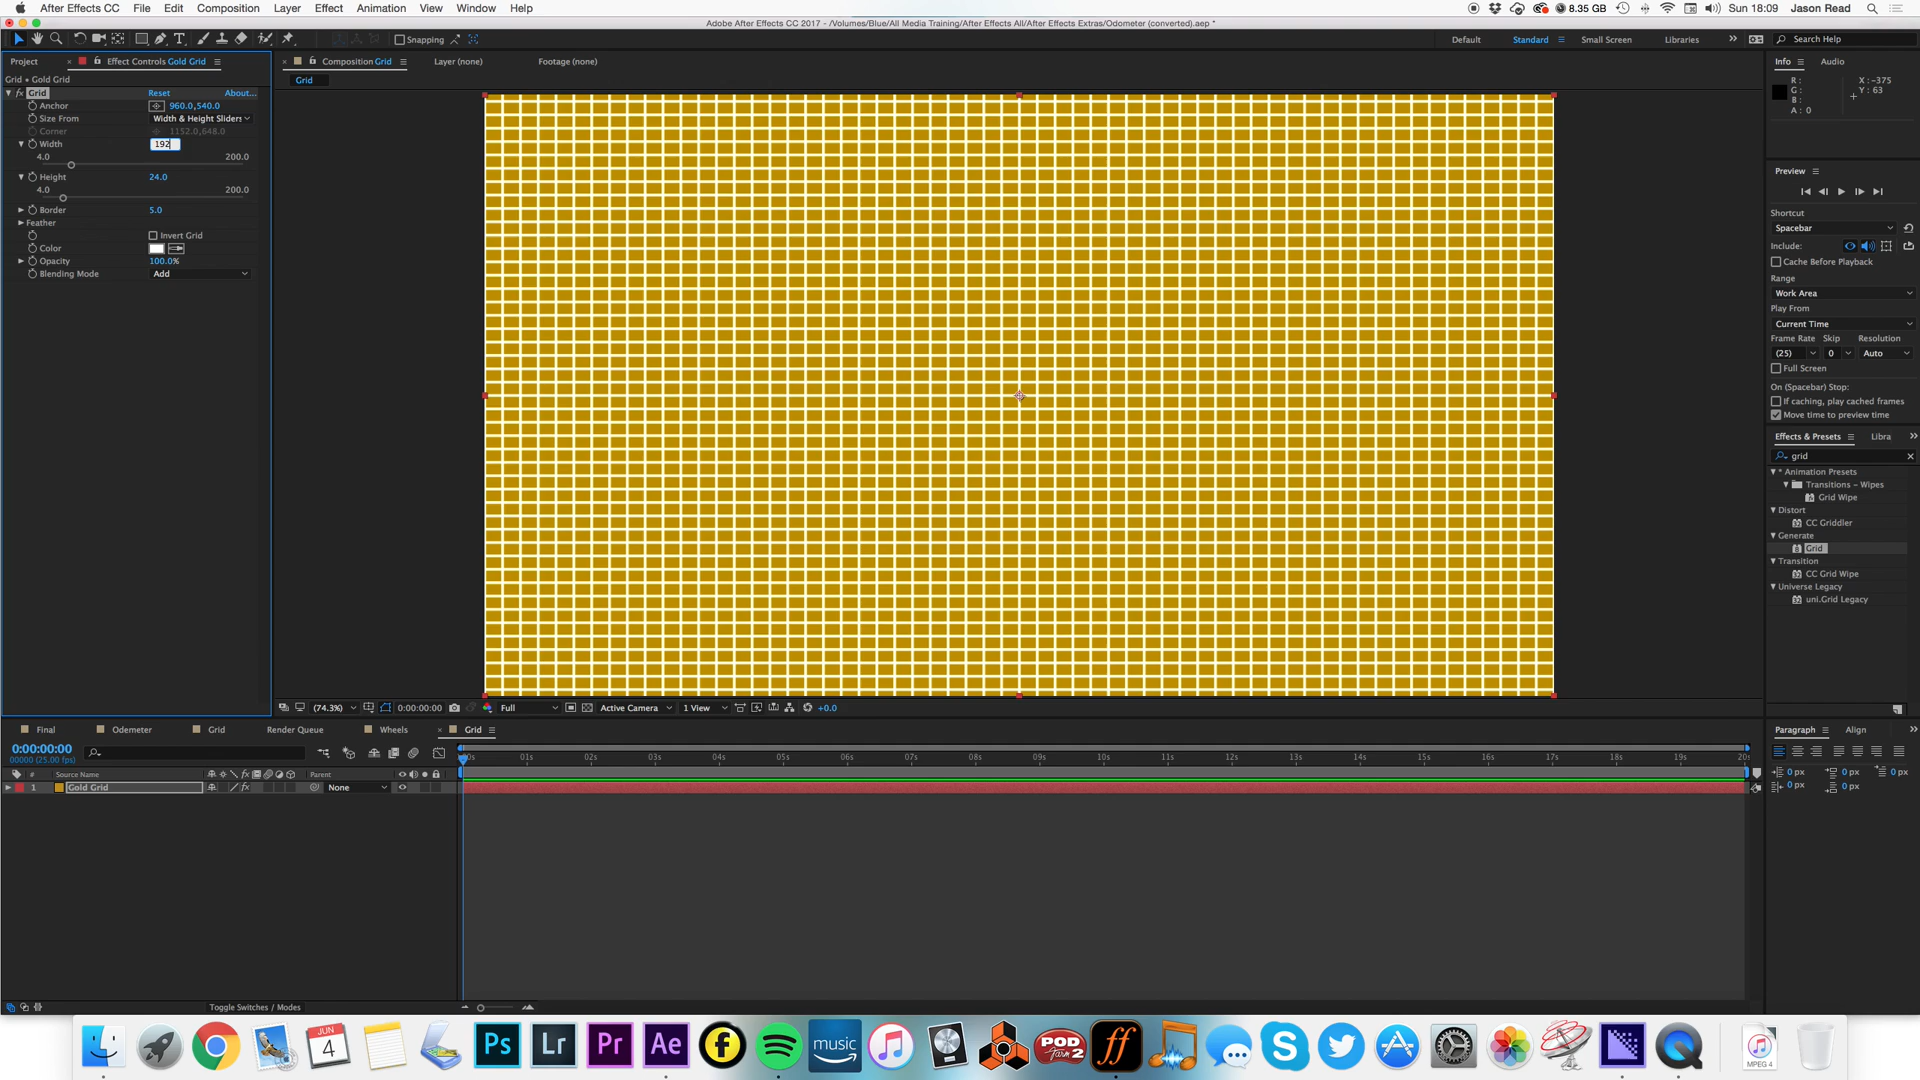 After Effects CC File Edit Composition Layer Effect Animation View Window Help 8.35 GB Sun 18:09 Jason Read
Adobe After Effects CC 2017 - /Volumes/Blue/All Media Training/After Effects All/After Effects Extras/Odometer (converted).aep *
Snapping Default Standard Small Screen Libraries Search Help
Project Effect Controls Gold Grid Composition Grid Layer (none) Footage (none) Info Audio
Grid • Gold Grid
Grid
fx Grid Reset About...
Anchor 960.0,540.0
Size From Width & Height Sliders
Corner 1152.0,648.0
Width 192
4.0 200.0
Height 24.0
4.0 200.0
Border 5.0
Feather
Invert Grid
Color
Opacity 100.0%
Blending Mode Add
R :
G :
B :
A : 0
X : -375
Y : 63
Preview
Shortcut
Spacebar
Include:
Cache Before Playback
Range
Work Area
Play From
Current Time
Frame Rate Skip Resolution
(25) 0 Auto
Full Screen
On (Spacebar) Stop:
If caching, play cached frames
Move time to preview time
Effects & Presets Libra
grid
* Animation Presets
Transitions – Wipes
Grid Wipe
Distort
CC Griddler
Generate
Grid
Transition
CC Grid Wipe
Universe Legacy
uni.Grid Legacy
(74.3%) 0:00:00:00 Full Active Camera 1 View +0.0
Final Odemeter Grid Render Queue Wheels Grid
0:00:00:00
00000 (25.00 fps)
# Source Name Parent
1 Gold Grid None
00s 01s 02s 03s 04s 05s 06s 07s 08s 09s 10s 11s 12s 13s 14s 15s 16s 17s 18s 19s 20s
Paragraph Align
0 px 0 px 0 px
0 px 0 px
Toggle Switches / Modes
JUN
4
Ps Lr Pr Ae f music POD Farm 2 ff
MPEG 4